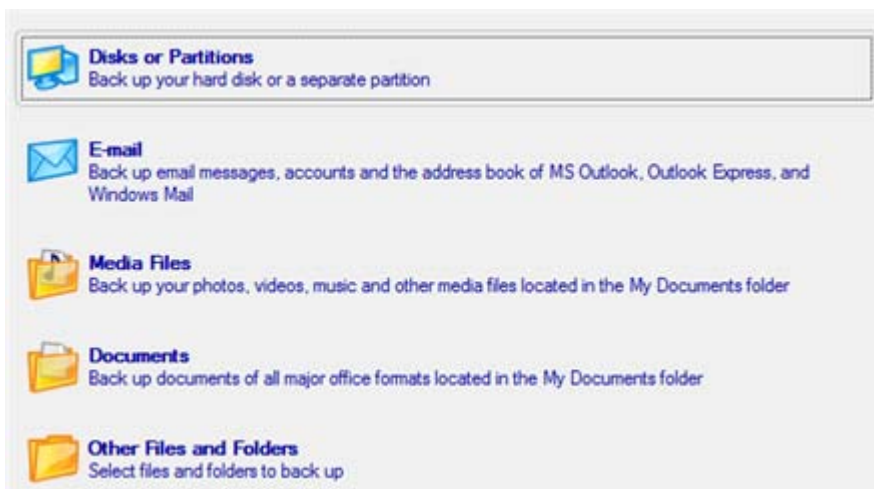 Disks or Partitions
Back up your hard disk or a separate partition
E-mail
Back up email messages, accounts and the address book of MS Outlook, Outlook Express, and
Windows Mail
Media Files
Back up your photos, videos, music and other media files located in the My Documents folder
Documents
Back up documents of all major office formats located in the My Documents folder
Other Files and Folders
Select files and folders to back up